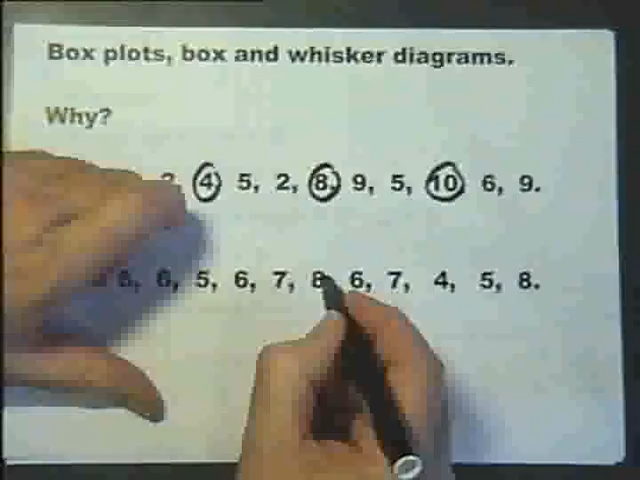 Box plots, box and whisker diagrams.
Why?
4, 5, 2, 8, 9, 5, 10, 6, 9.
6, 5, 6, 7, 8, 6, 7, 4, 5, 8.